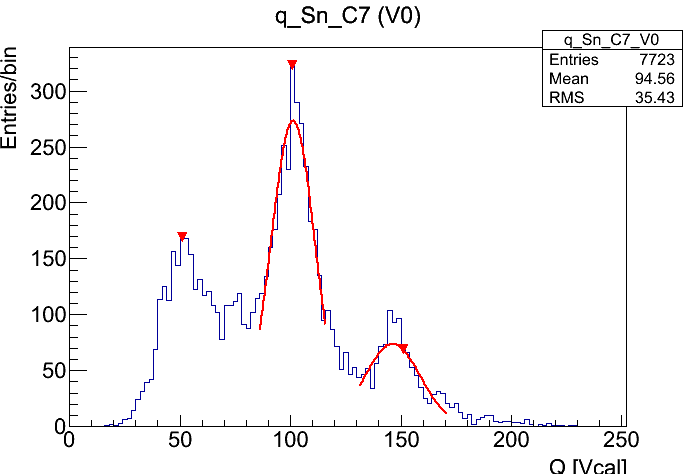 q_Sn_C7 (V0)
q_Sn_C7_V0
Entries 7723
Mean 94.56
RMS 35.43
Entries/bin
300
250
200
150
100
50
0
0 50 100 150 200 250
Q [Vcal]